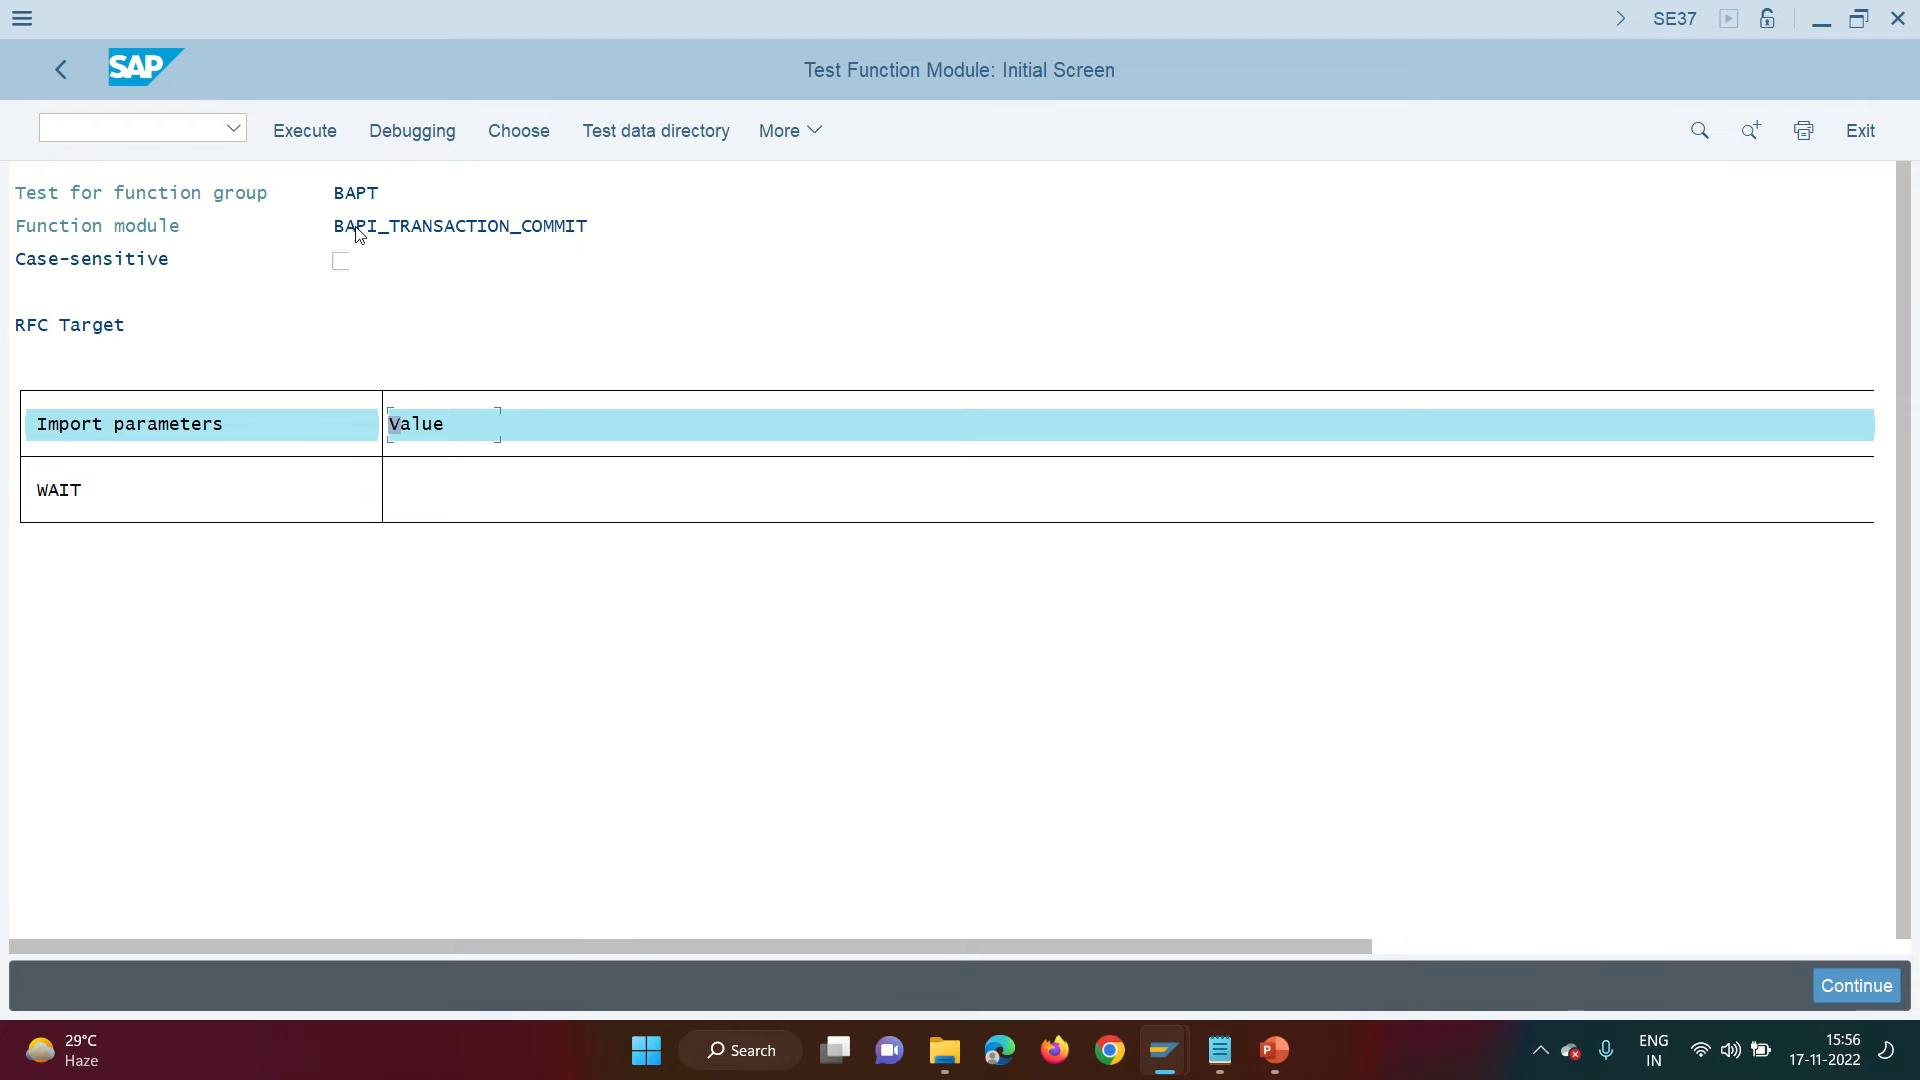 SE37
SAP
Test Function Module: Initial Screen
Execute Debugging Choose Test data directory More Exit
Test for function group BAPT
Function module BAPI_TRANSACTION_COMMIT
Case-sensitive
RFC Target
Import parameters Value
WAIT
Continue
29°C
Haze
Search
ENG
IN
15:56
17-11-2022